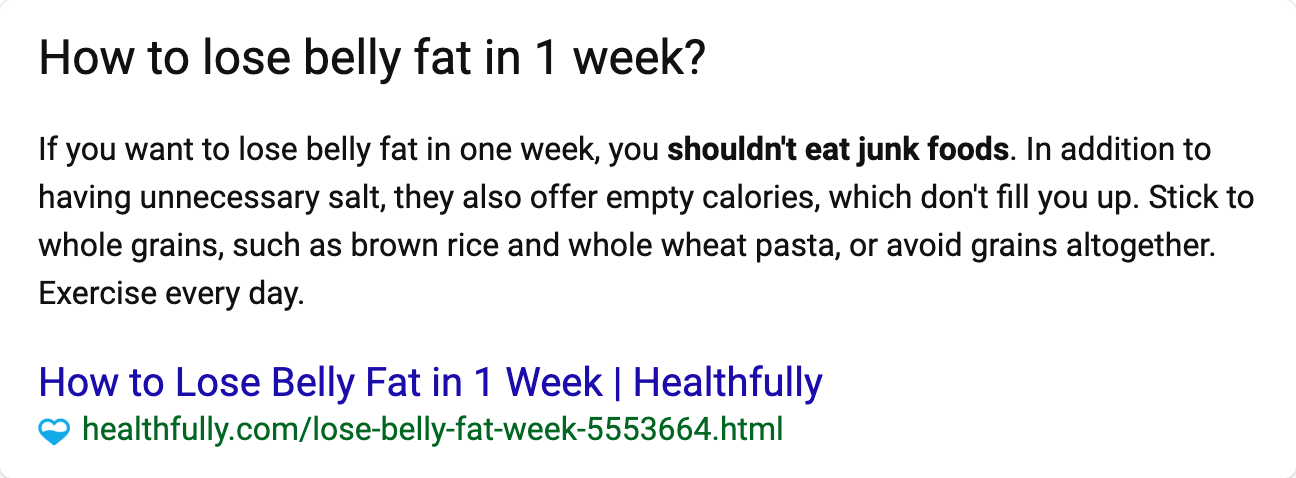 How to lose belly fat in 1 week?
If you want to lose belly fat in one week, you shouldn't eat junk foods. In addition to
having unnecessary salt, they also offer empty calories, which don't fill you up. Stick to
whole grains, such as brown rice and whole wheat pasta, or avoid grains altogether.
Exercise every day.
How to Lose Belly Fat in 1 Week | Healthfully
healthfully.com/lose-belly-fat-week-5553664.html